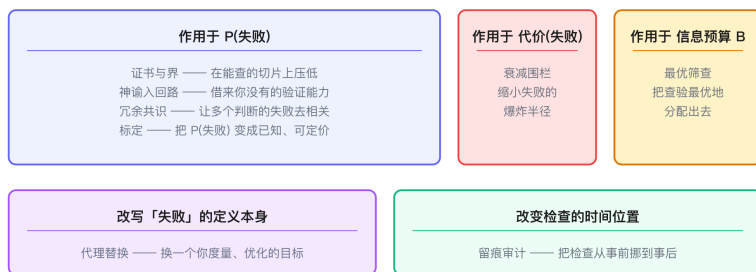 作用于 P(失败)
证书与界 —— 在能查的切片上压低
神谕入回路 —— 借来你没有的验证能力
冗余共识 —— 让多个判断的失败去相关
标定 —— 把 P(失败) 变成已知、可定价
作用于 代价(失败)
衰减围栏
缩小失败的
爆炸半径
作用于 信息预算 B
最优筛查
把查验最优地
分配出去
改写「失败」的定义本身
代理替换 —— 换一个你度量、优化的目标
改变检查的时间位置
留痕审计 —— 把检查从事前挪到事后